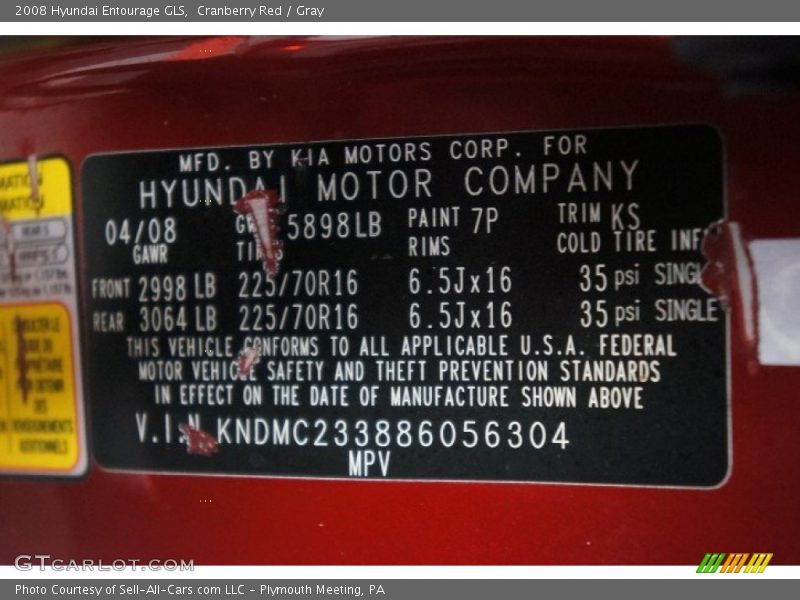 2008 Hyundai Entourage GLS, Cranberry Red / Gray
MFD. BY KIA MOTORS CORP. FOR
HYUNDAI MOTOR COMPANY
04/08 5898LB PAINT 7P TRIM KS
GAWR RIMS COLD TIRE INF
FRONT 2998 LB 225/70R16 6.5Jx16 35 psi SINGL
REAR 3064 LB 225/70R16 6.5Jx16 35 psi SINGLE
THIS VEHICLE CONFORMS TO ALL APPLICABLE U.S.A. FEDERAL
MOTOR VEHICLE SAFETY AND THEFT PREVENTION STANDARDS
IN EFFECT ON THE DATE OF MANUFACTURE SHOWN ABOVE
V.I.N KNDMC233886056304
MPV
GTcarlot.com
Photo Courtesy of Sell-All-Cars.com LLC - Plymouth Meeting, PA